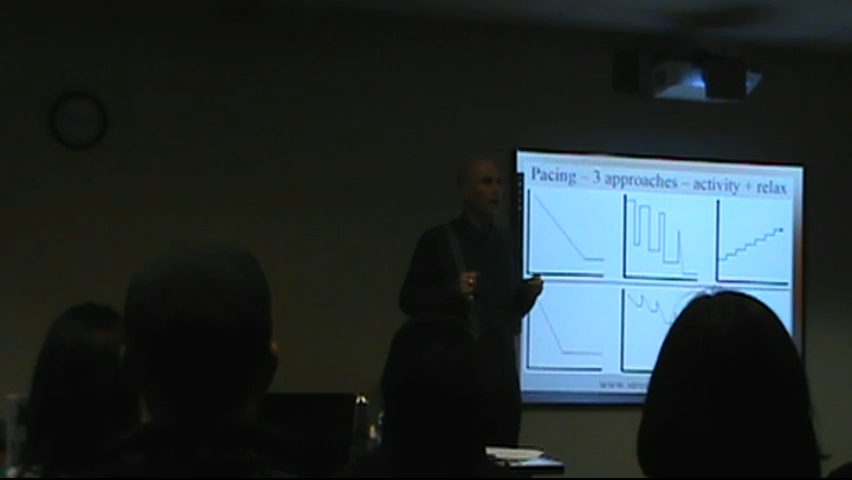 Pacing – 3 approaches – activity + relax